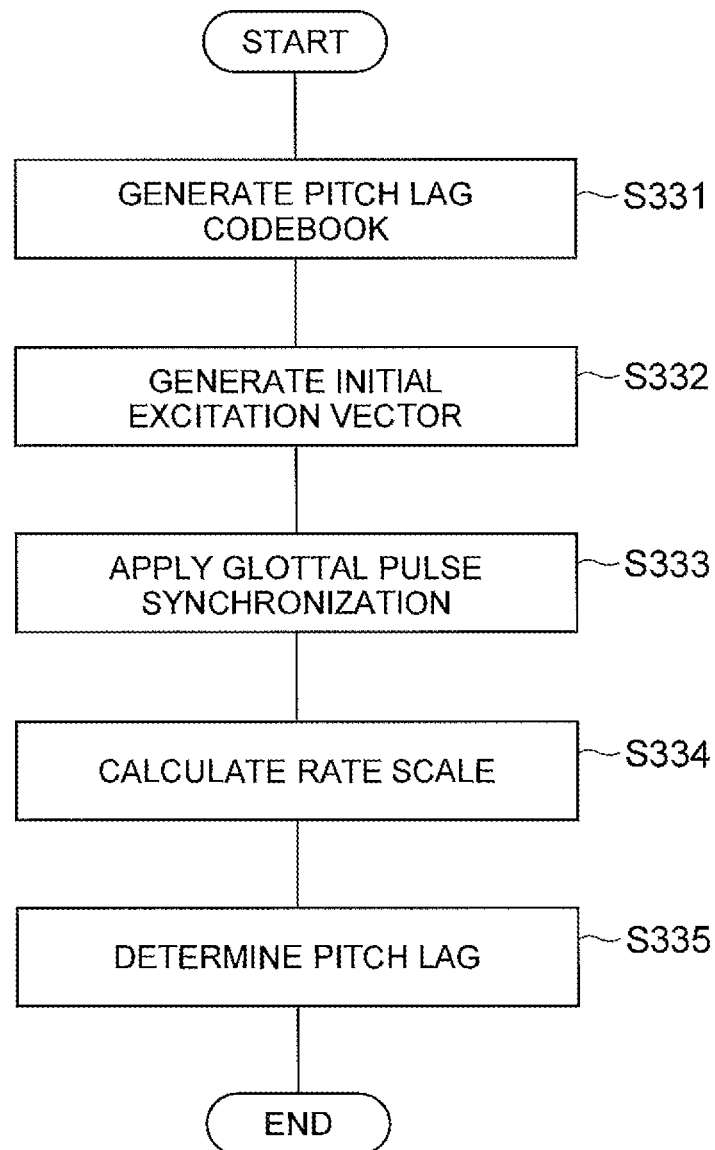 START
GENERATE PITCH LAG
CODEBOOK
S331
GENERATE INITIAL
EXCITATION VECTOR
S332
APPLY GLOTTAL PULSE
SYNCHRONIZATION
S333
CALCULATE RATE SCALE
S334
DETERMINE PITCH LAG
S335
END